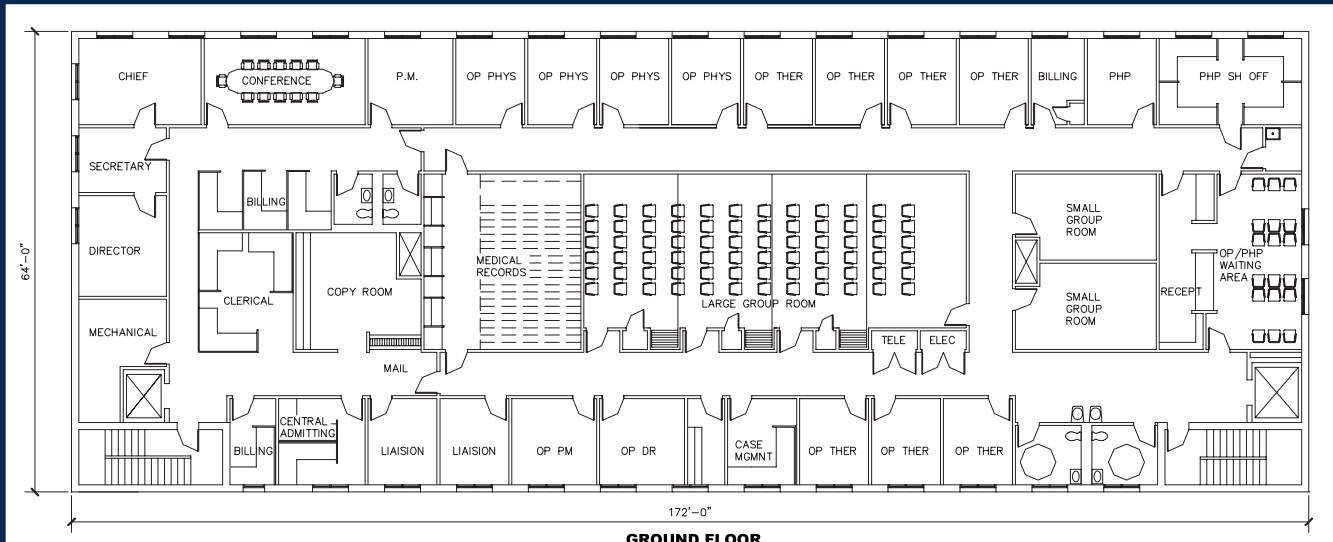 CHIEF
CONFERENCE
P.M.
OP PHYS
OP PHYS
OP PHYS
OP PHYS
OP THER
OP THER
OP THER
OP THER
BILLING
PHP
PHP SH OFF
SECRETARY
BILLING
SMALL
GROUP
ROOM
DIRECTOR
64'-0"
MEDICAL
RECORDS
OP/PHP
WAITING
AREA
CLERICAL
COPY ROOM
LARGE GROUP ROOM
SMALL
GROUP
ROOM
RECEPT
MECHANICAL
TELE
ELEC
MAIL
BILLING
CENTRAL
ADMITTING
LIAISION
LIAISION
OP PM
OP DR
CASE
MGMNT
OP THER
OP THER
OP THER
172'-0"
GROUND FLOOR